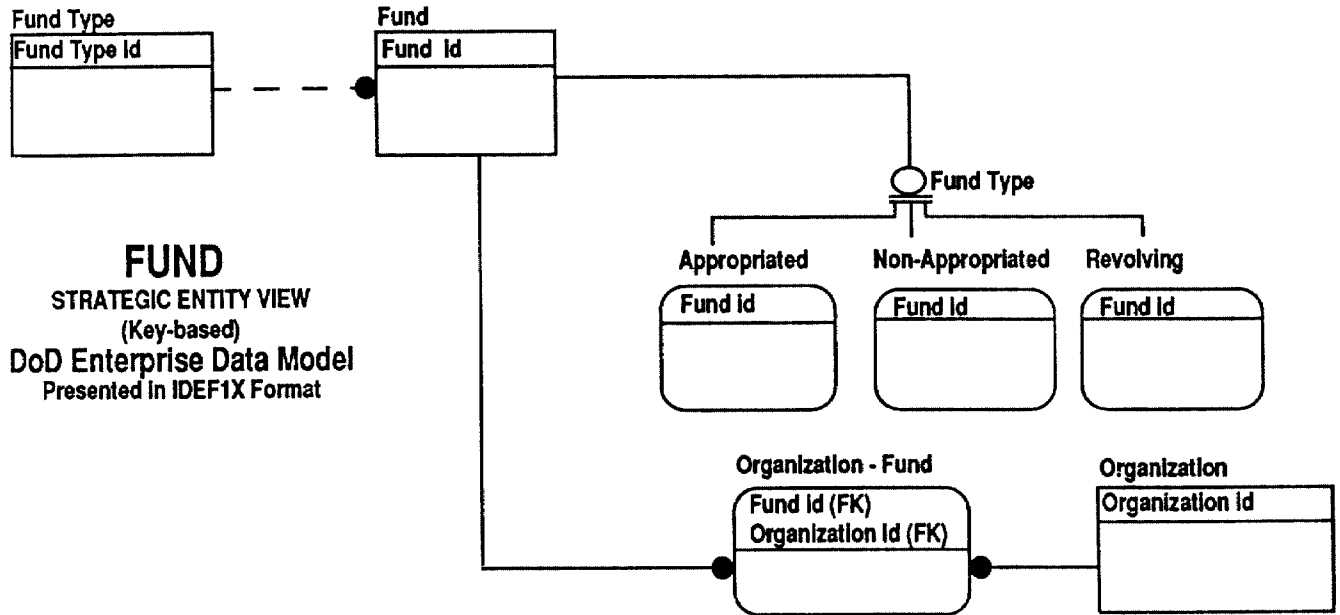 Fund Type
Fund Type Id
Fund
Fund Id
Fund Type
FUND
STRATEGIC ENTITY VIEW
(Key-based)
DoD Enterprise Data Model
Presented in IDEF1X Format
Appropriated
Fund id
Non-Appropriated
Fund id
Revolving
Fund id
Organization - Fund
Fund id (FK)
Organization id (FK)
Organization
Organization id